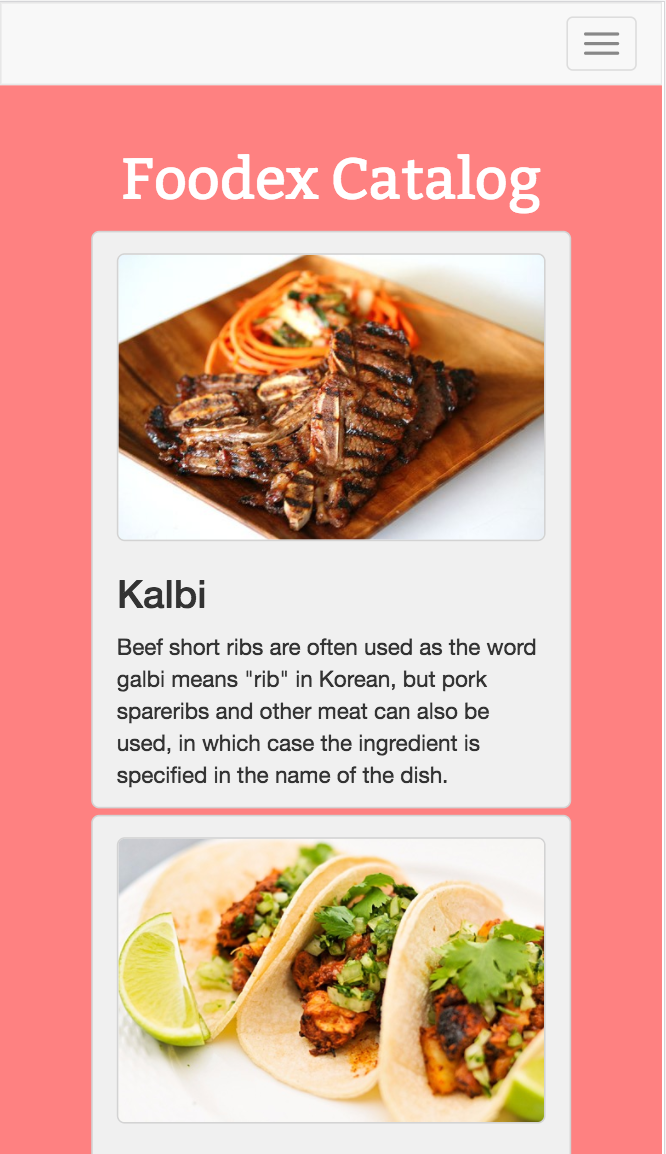 Foodex Catalog
Kalbi
Beef short ribs are often used as the word
galbi means "rib" in Korean, but pork
spareribs and other meat can also be
used, in which case the ingredient is
specified in the name of the dish.